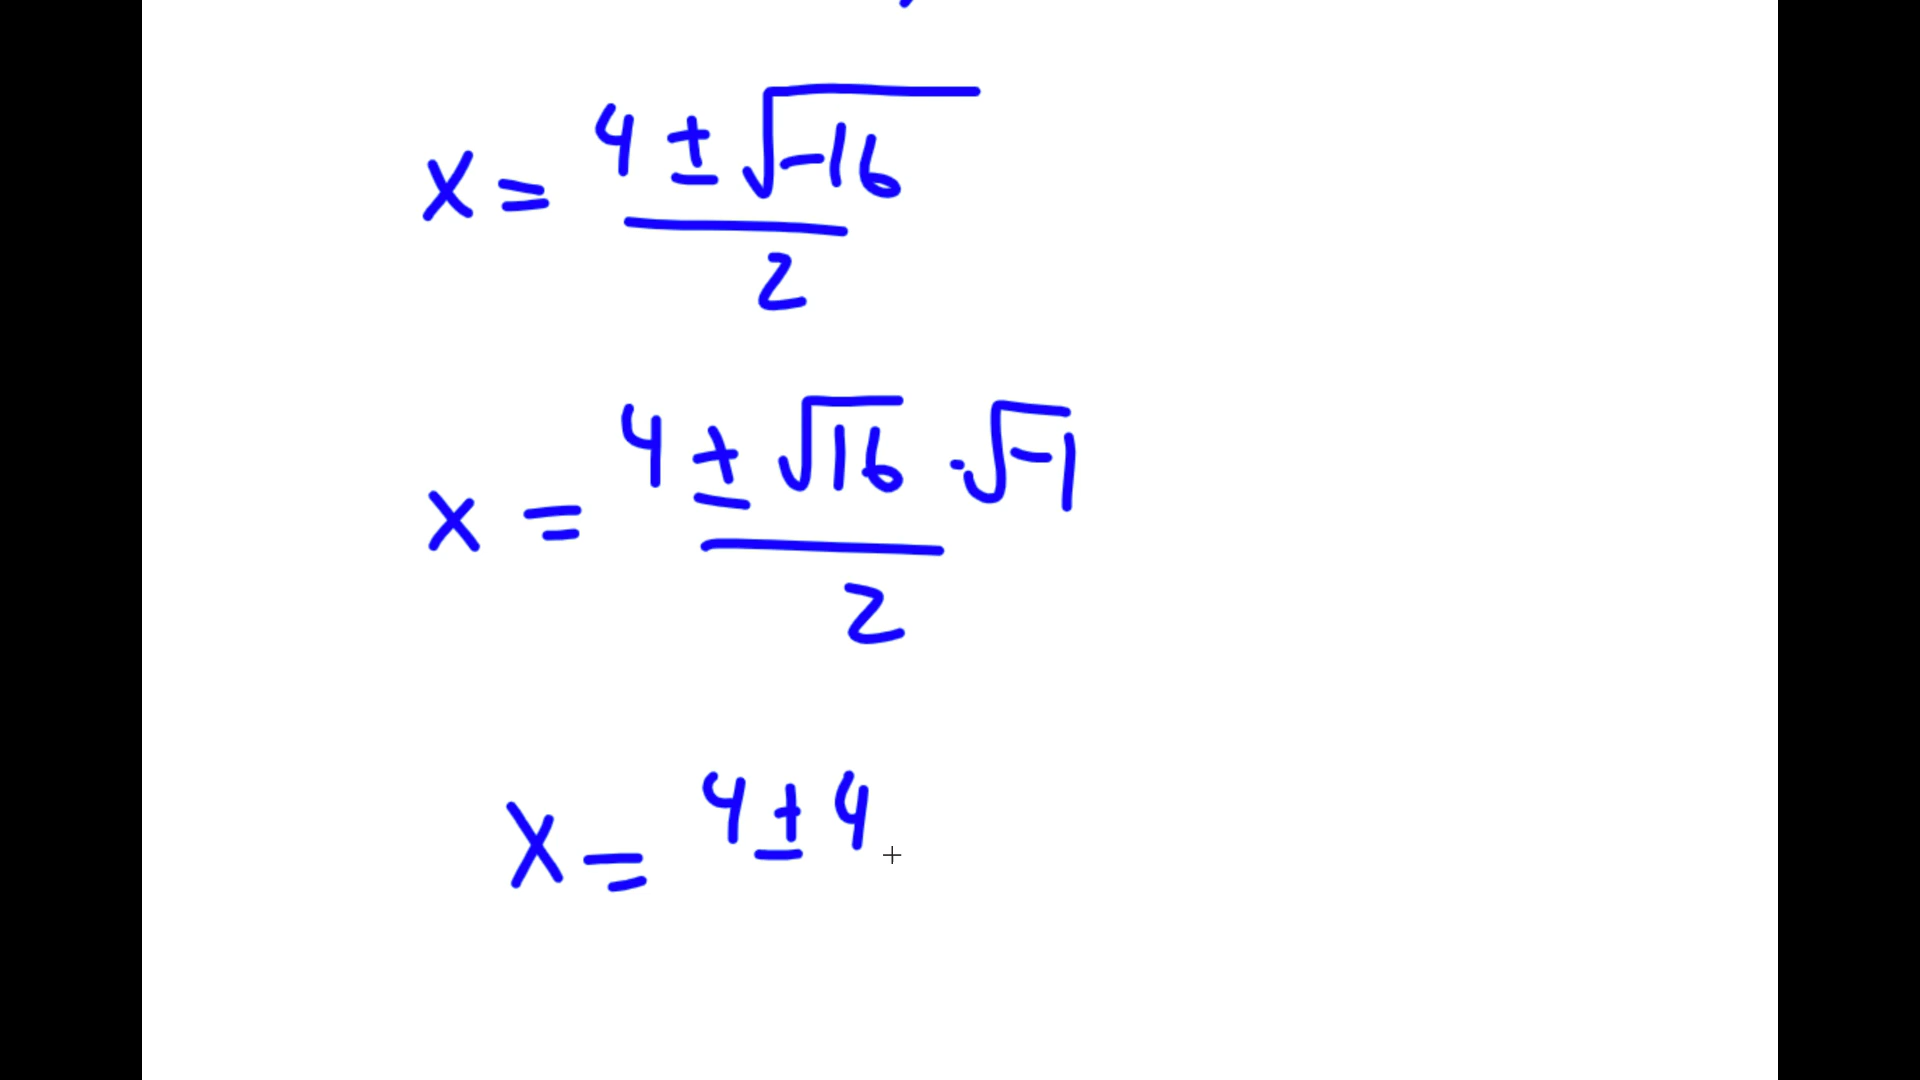 x = 4 ± √-16
2
x = 4 ± √16 · √-1
2
x = 4 ± 4